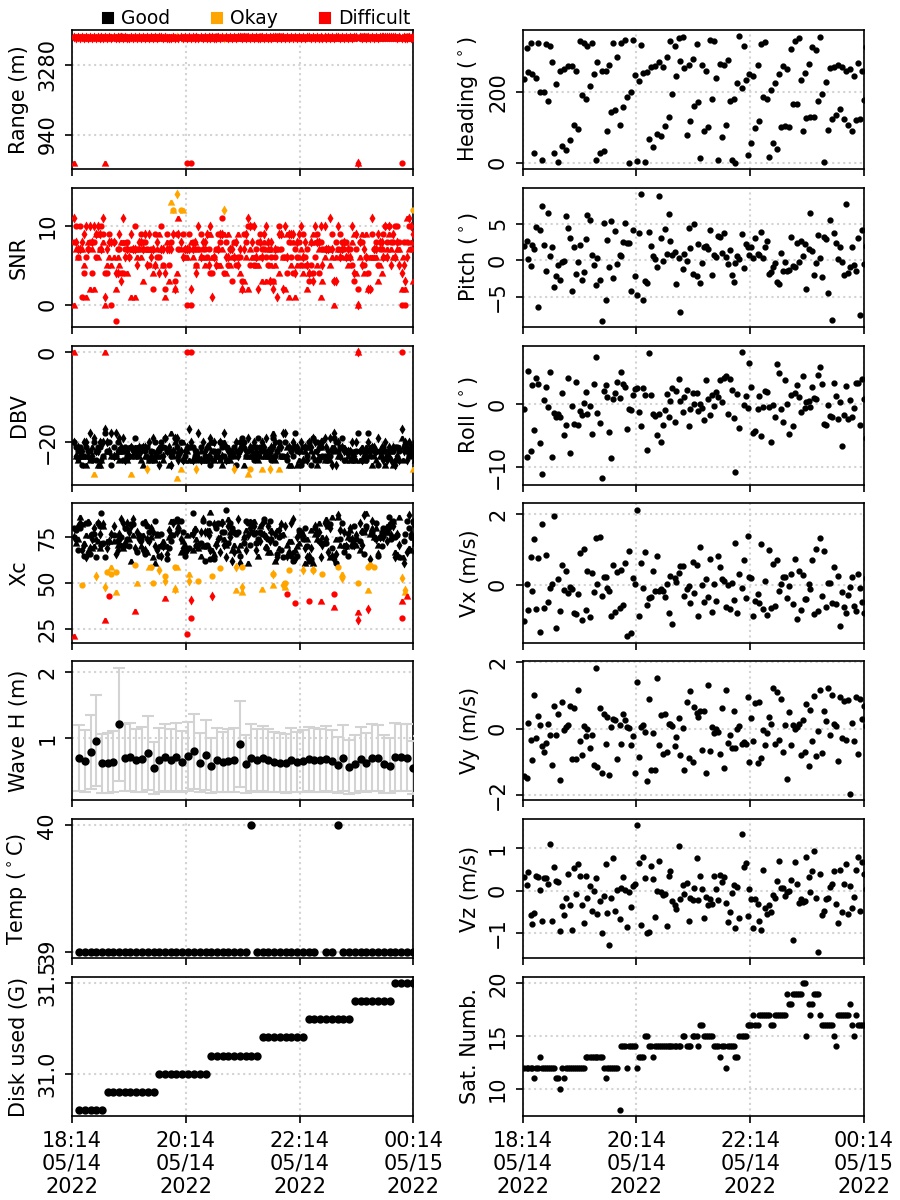 Good Okay Difficult
Range (m)
3280
940
Heading (°)
200
0
SNR
10
0
Pitch (°)
5
0
−5
DBV
0
−20
Roll (°)
0
−10
Xc
75
50
25
Vx (m/s)
2
0
Wave H (m)
2
1
Vy (m/s)
2
0
−2
Temp (°C)
40
39
Vz (m/s)
1
0
−1
Disk used (G)
31.5
31.0
Sat. Numb.
20
15
10
18:14 20:14 22:14 00:14
05/14 05/14 05/14 05/15
2022 2022 2022 2022
18:14 20:14 22:14 00:14
05/14 05/14 05/14 05/15
2022 2022 2022 2022